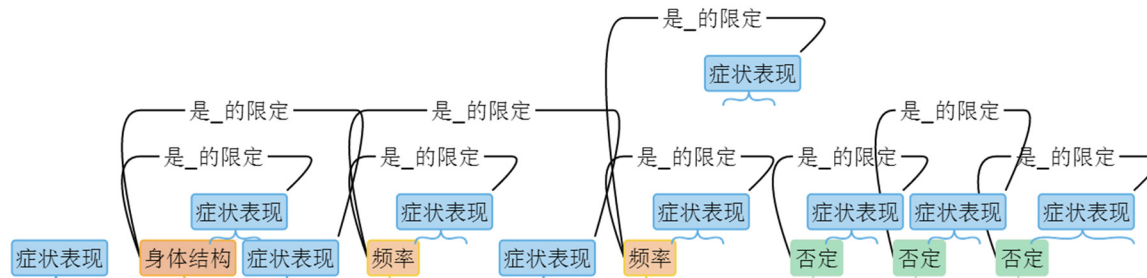 是_的限定
症状表现
是_的限定 是_的限定 是_的限定
是_的限定 是_的限定 是_的限定 是_的限定 是_的限定
症状表现 症状表现 症状表现 症状表现 症状表现 症状表现
症状表现 身体结构 症状表现 频率 症状表现 频率 否定 否定 否定